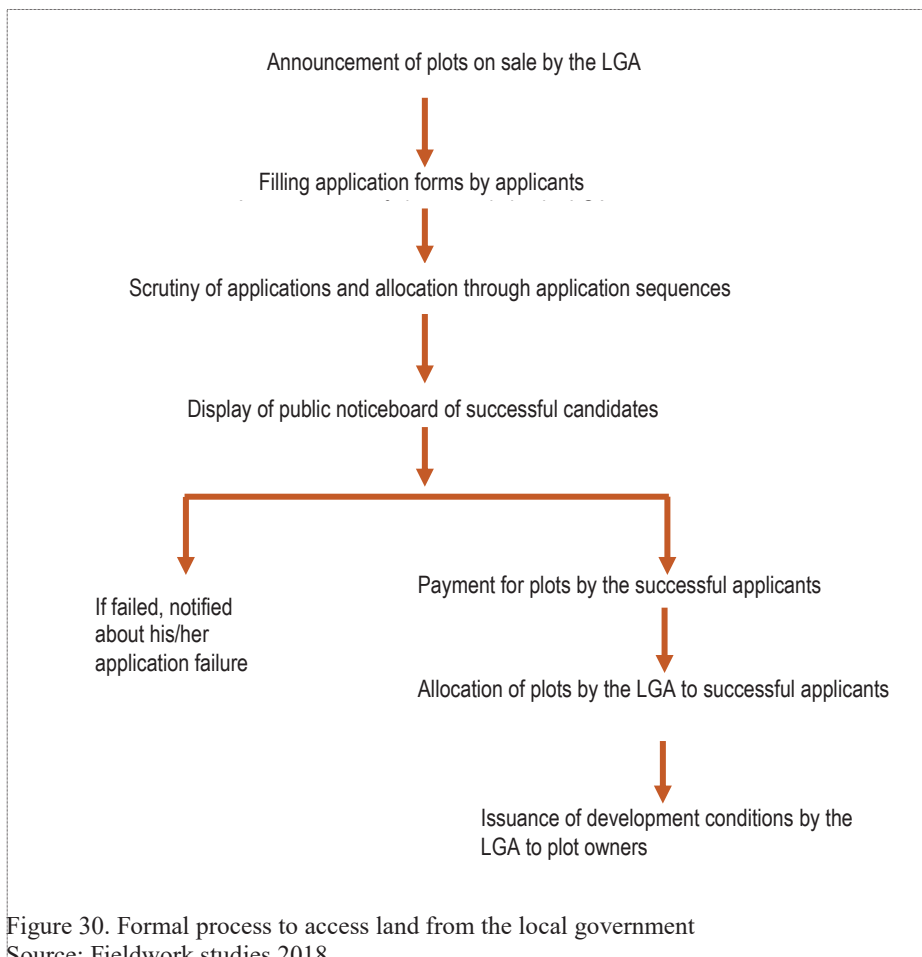 Announcement of plots on sale by the LGA
Filling application forms by applicants
Scrutiny of applications and allocation through application sequences
Display of public noticeboard of successful candidates
If failed, notified
about his/her
application failure
Payment for plots by the successful applicants
Allocation of plots by the LGA to successful applicants
Issuance of development conditions by the
LGA to plot owners
Figure 30. Formal process to access land from the local government
Source: Fieldwork studies 2018